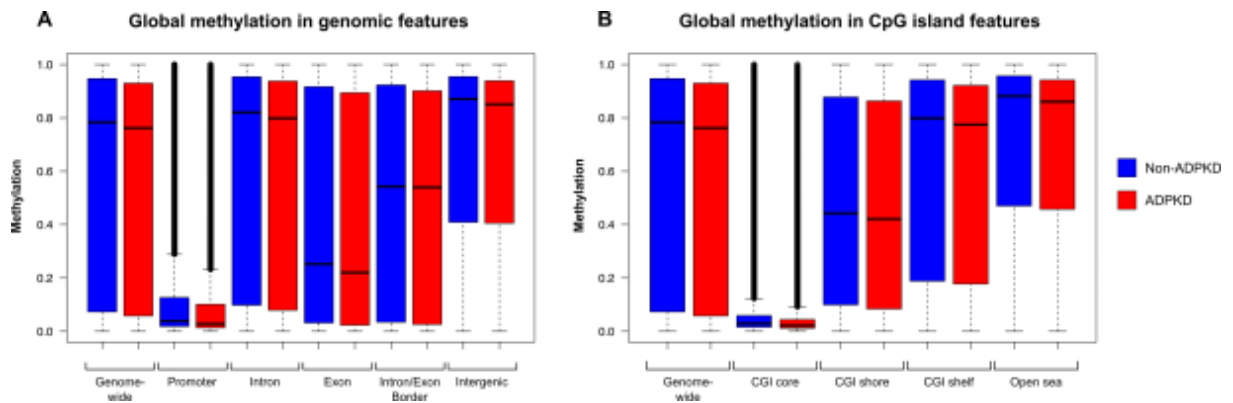 A
Global methylation in genomic features
Methylation
1.0
0.8
0.6
0.4
0.2
0.0
Genome-
wide
Promoter
Intron
Exon
Intron/Exon
Border
Intergenic
B
Global methylation in CpG island features
Methylation
1.0
0.8
0.6
0.4
0.2
0.0
Genome-
wide
CGI core
CGI shore
CGI shelf
Open sea
Non-ADPKD
ADPKD